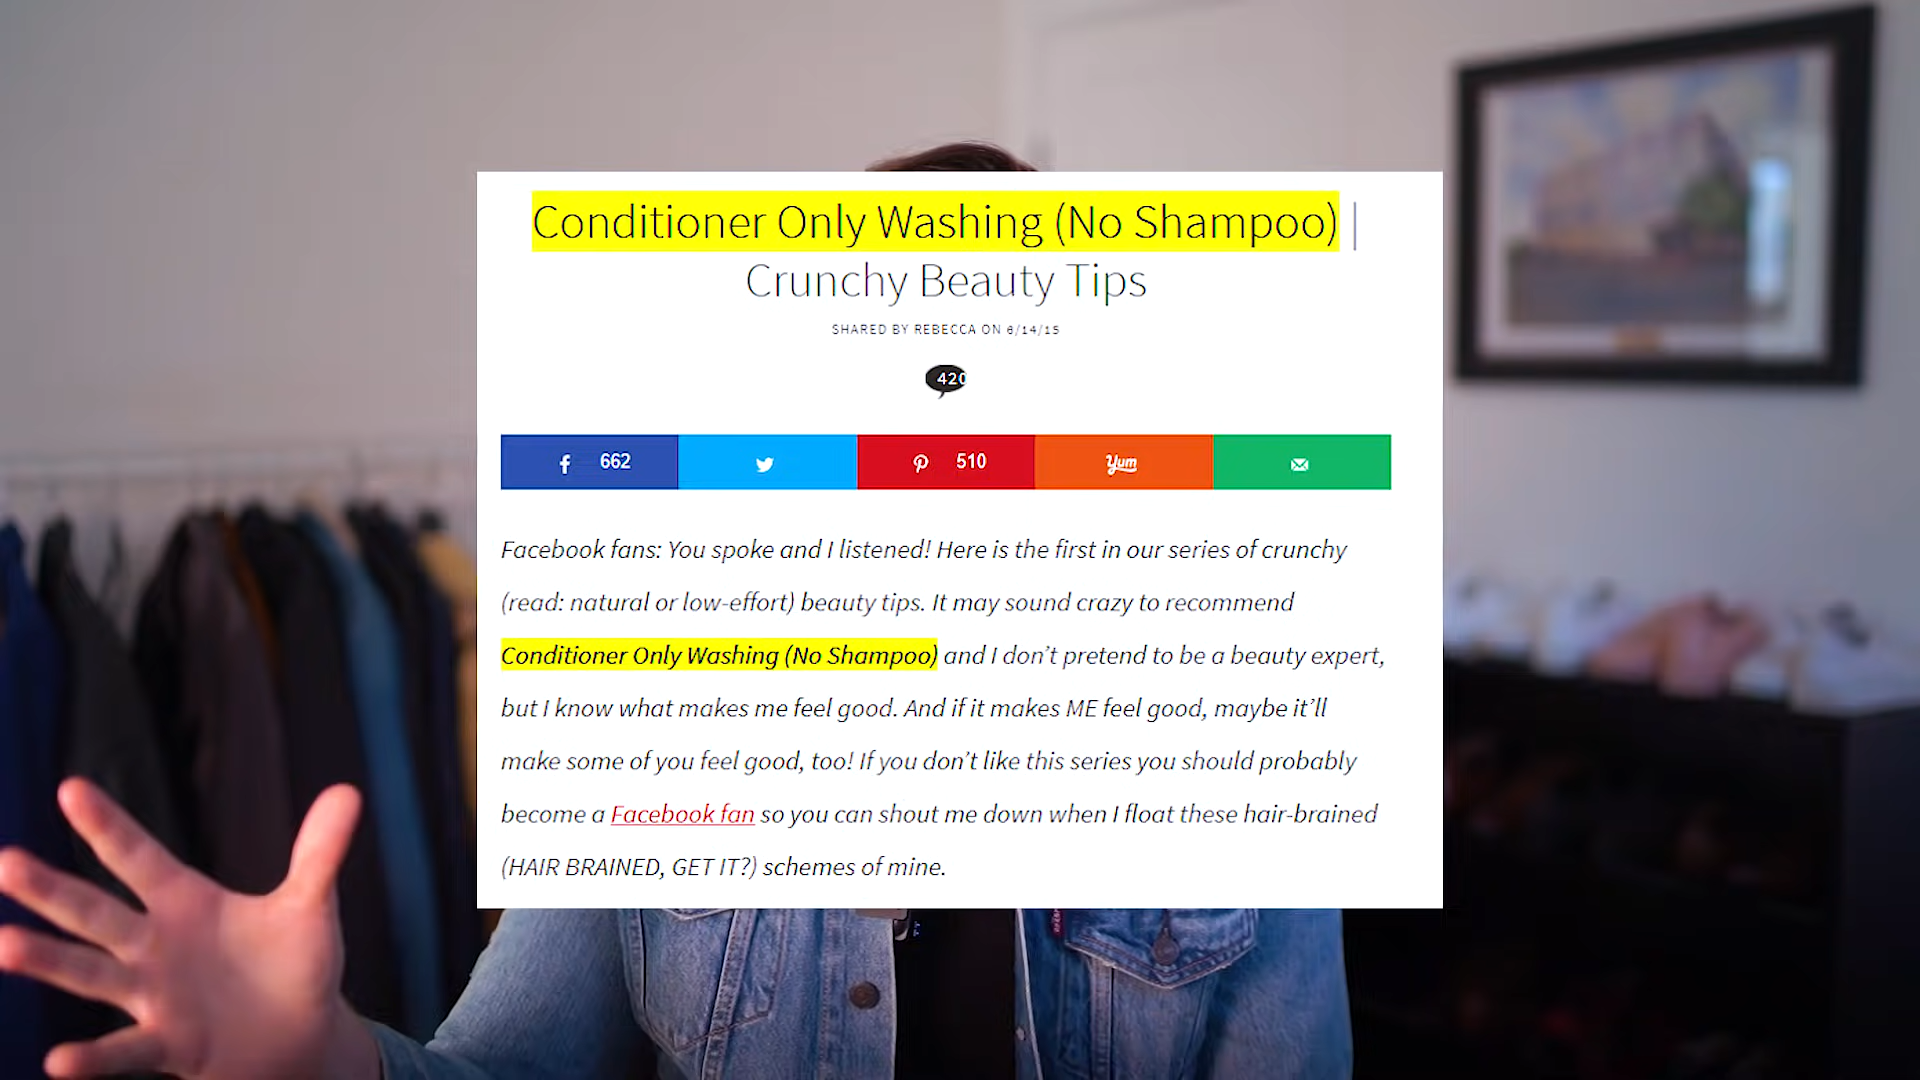 Conditioner Only Washing (No Shampoo) |
Crunchy Beauty Tips
SHARED BY REBECCA ON 6/14/15
420
662
510
Yum
Facebook fans: You spoke and I listened! Here is the first in our series of crunchy
(read: natural or low-effort) beauty tips. It may sound crazy to recommend
Conditioner Only Washing (No Shampoo) and I don't pretend to be a beauty expert,
but I know what makes me feel good. And if it makes ME feel good, maybe it'll
make some of you feel good, too! If you don't like this series you should probably
become a Facebook fan so you can shout me down when I float these hair-brained
(HAIR BRAINED, GET IT?) schemes of mine.